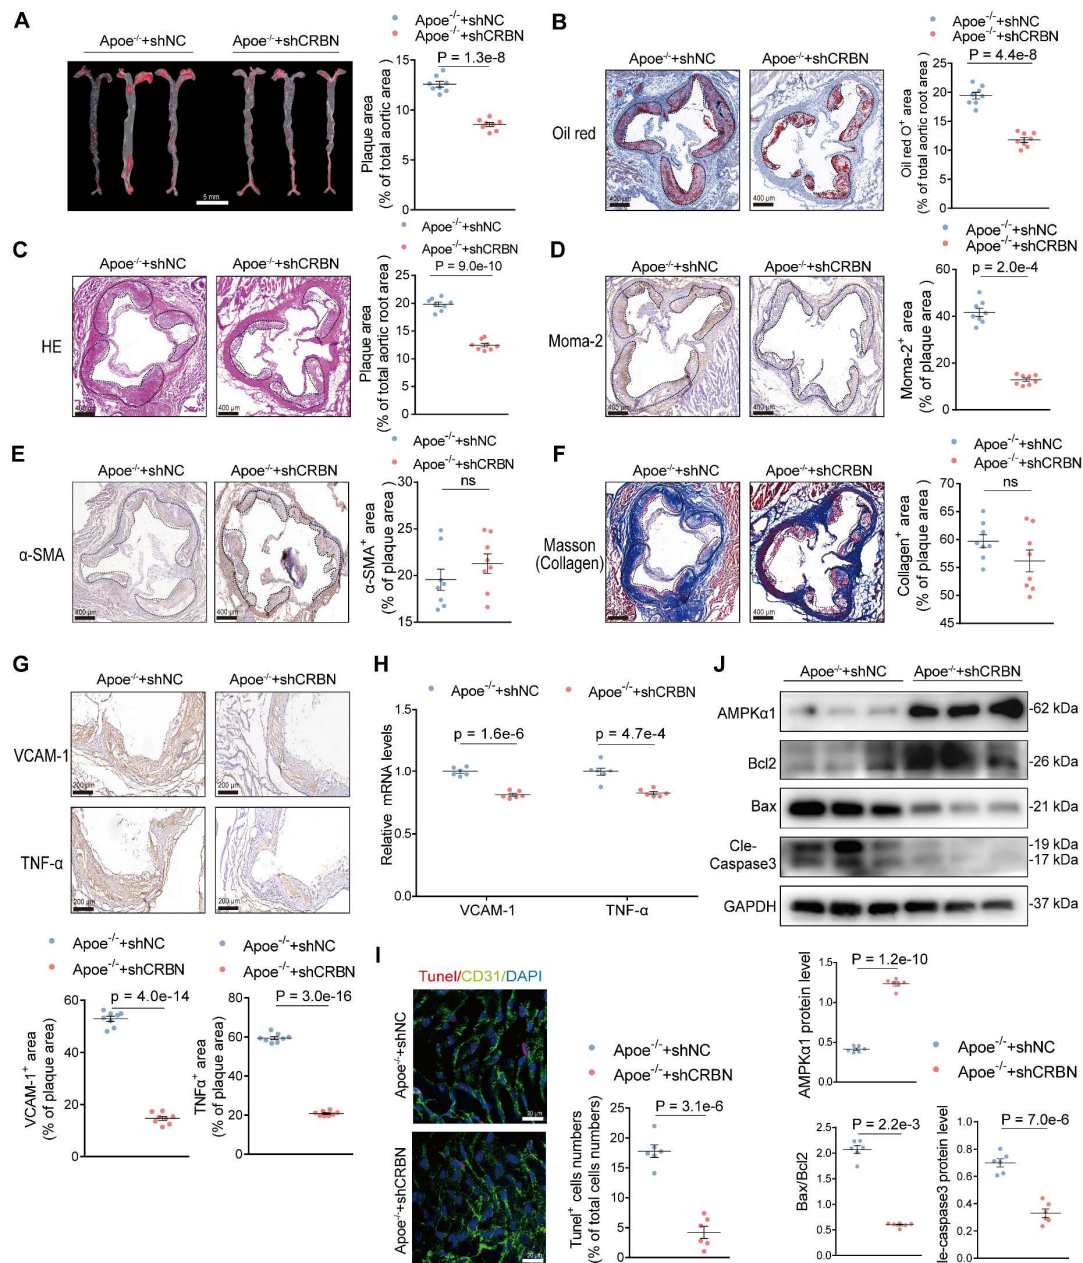 A
Apoe-/-+shNC
Apoe-/-+shCRBN
5 mm
Apoe-/-+shNC
Apoe-/-+shCRBN
P = 1.3e-8
Plaque area
(% of total aortic area)
15
10
5
0
B
Apoe-/-+shNC
Apoe-/-+shCRBN
Oil red
400 μm
400 μm
Apoe-/-+shNC
Apoe-/-+shCRBN
P = 4.4e-8
Oil red O+ area
(% of total aortic root area)
25
20
15
10
5
0
C
Apoe-/-+shNC
Apoe-/-+shCRBN
HE
400 μm
400 μm
Apoe-/-+shNC
Apoe-/-+shCRBN
P = 9.0e-10
Plaque area
(% of total aortic root area)
25
20
15
10
5
0
D
Apoe-/-+shNC
Apoe-/-+shCRBN
Moma-2
400 μm
400 μm
Apoe-/-+shNC
Apoe-/-+shCRBN
p = 2.0e-4
Moma-2+ area
(% of plaque area )
60
40
20
0
E
Apoe-/-+shNC
Apoe-/-+shCRBN
α-SMA
400 μm
400 μm
Apoe-/-+shNC
Apoe-/-+shCRBN
ns
α-SMA+ area
(% of plaque area )
30
25
20
15
F
Apoe-/-+shNC
Apoe-/-+shCRBN
Masson
(Collagen)
400 μm
400 μm
Apoe-/-+shNC
Apoe-/-+shCRBN
ns
Collagen+ area
(% of plaque area )
70
65
60
55
50
45
G
Apoe-/-+shNC
Apoe-/-+shCRBN
VCAM-1
200 μm
200 μm
TNF-α
200 μm
200 μm
Apoe-/-+shNC
Apoe-/-+shCRBN
p = 4.0e-14
VCAM-1+ area
(% of plaque area)
60
40
20
0
Apoe-/-+shNC
Apoe-/-+shCRBN
P = 3.0e-16
TNFα+ area
(% of plaque area)
80
60
40
20
0
H
Apoe-/-+shNC
Apoe-/-+shCRBN
p = 1.6e-6
p = 4.7e-4
Relative mRNA levels
1.5
1.0
0.5
0.0
VCAM-1
TNF-α
I
Tunel/CD31/DAPI
Apoe-/-+shNC
20 μm
Apoe-/-+shCRBN
20 μm
Apoe-/-+shNC
Apoe-/-+shCRBN
P = 3.1e-6
Tunel+ cells numbers
(% of total cells numbers)
25
20
15
10
5
0
J
Apoe-/-+shNC
Apoe-/-+shCRBN
AMPKα1
-62 kDa
Bcl2
-26 kDa
Bax
-21 kDa
Cle-
Caspase3
-19 kDa
-17 kDa
GAPDH
-37 kDa
P = 1.2e-10
AMPKα1 protein level
1.5
1.0
0.5
0.0
Apoe-/-+shNC
Apoe-/-+shCRBN
P = 2.2e-3
Bax/Bcl2
2.5
2.0
1.5
1.0
0.5
0.0
P = 7.0e-6
le-caspase3 protein level
1.0
0.8
0.6
0.4
0.2
0.0